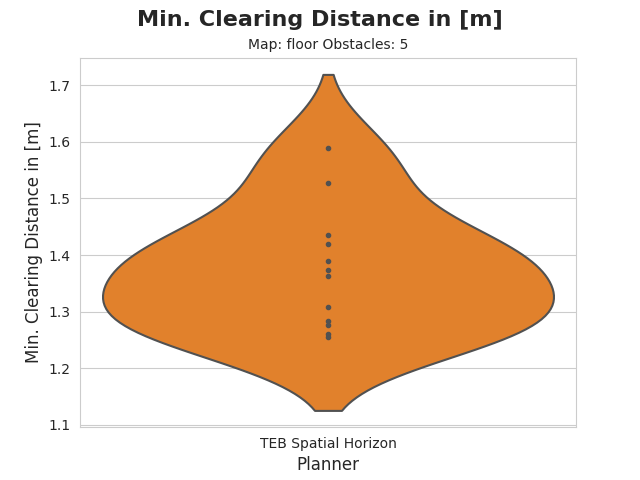 Min. Clearing Distance in [m]
Map: floor Obstacles: 5
Min. Clearing Distance in [m]
1.7
1.6
1.5
1.4
1.3
1.2
1.1
TEB Spatial Horizon
Planner